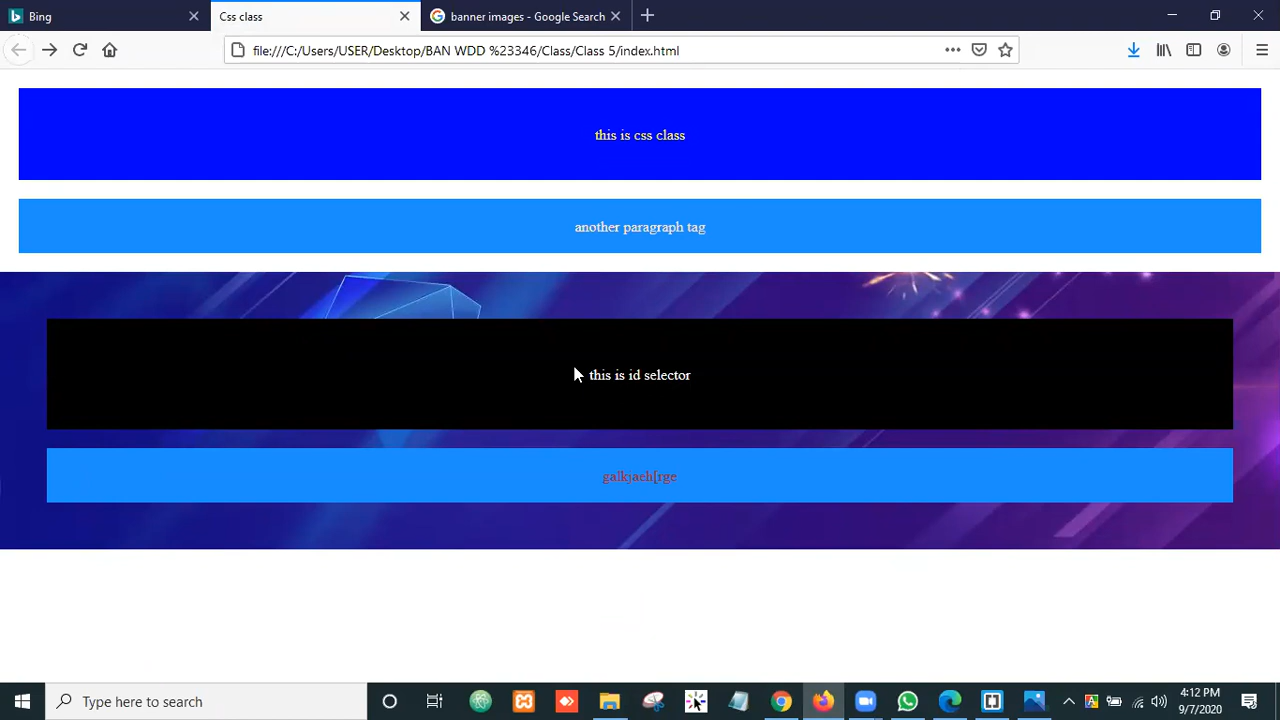 Bing
Css class
banner images - Google Search
file:///C:/Users/USER/Desktop/BAN WDD %23346/Class/Class 5/index.html
this is css class
another paragraph tag
this is id selector
Type here to search
4:12 PM
9/7/2020